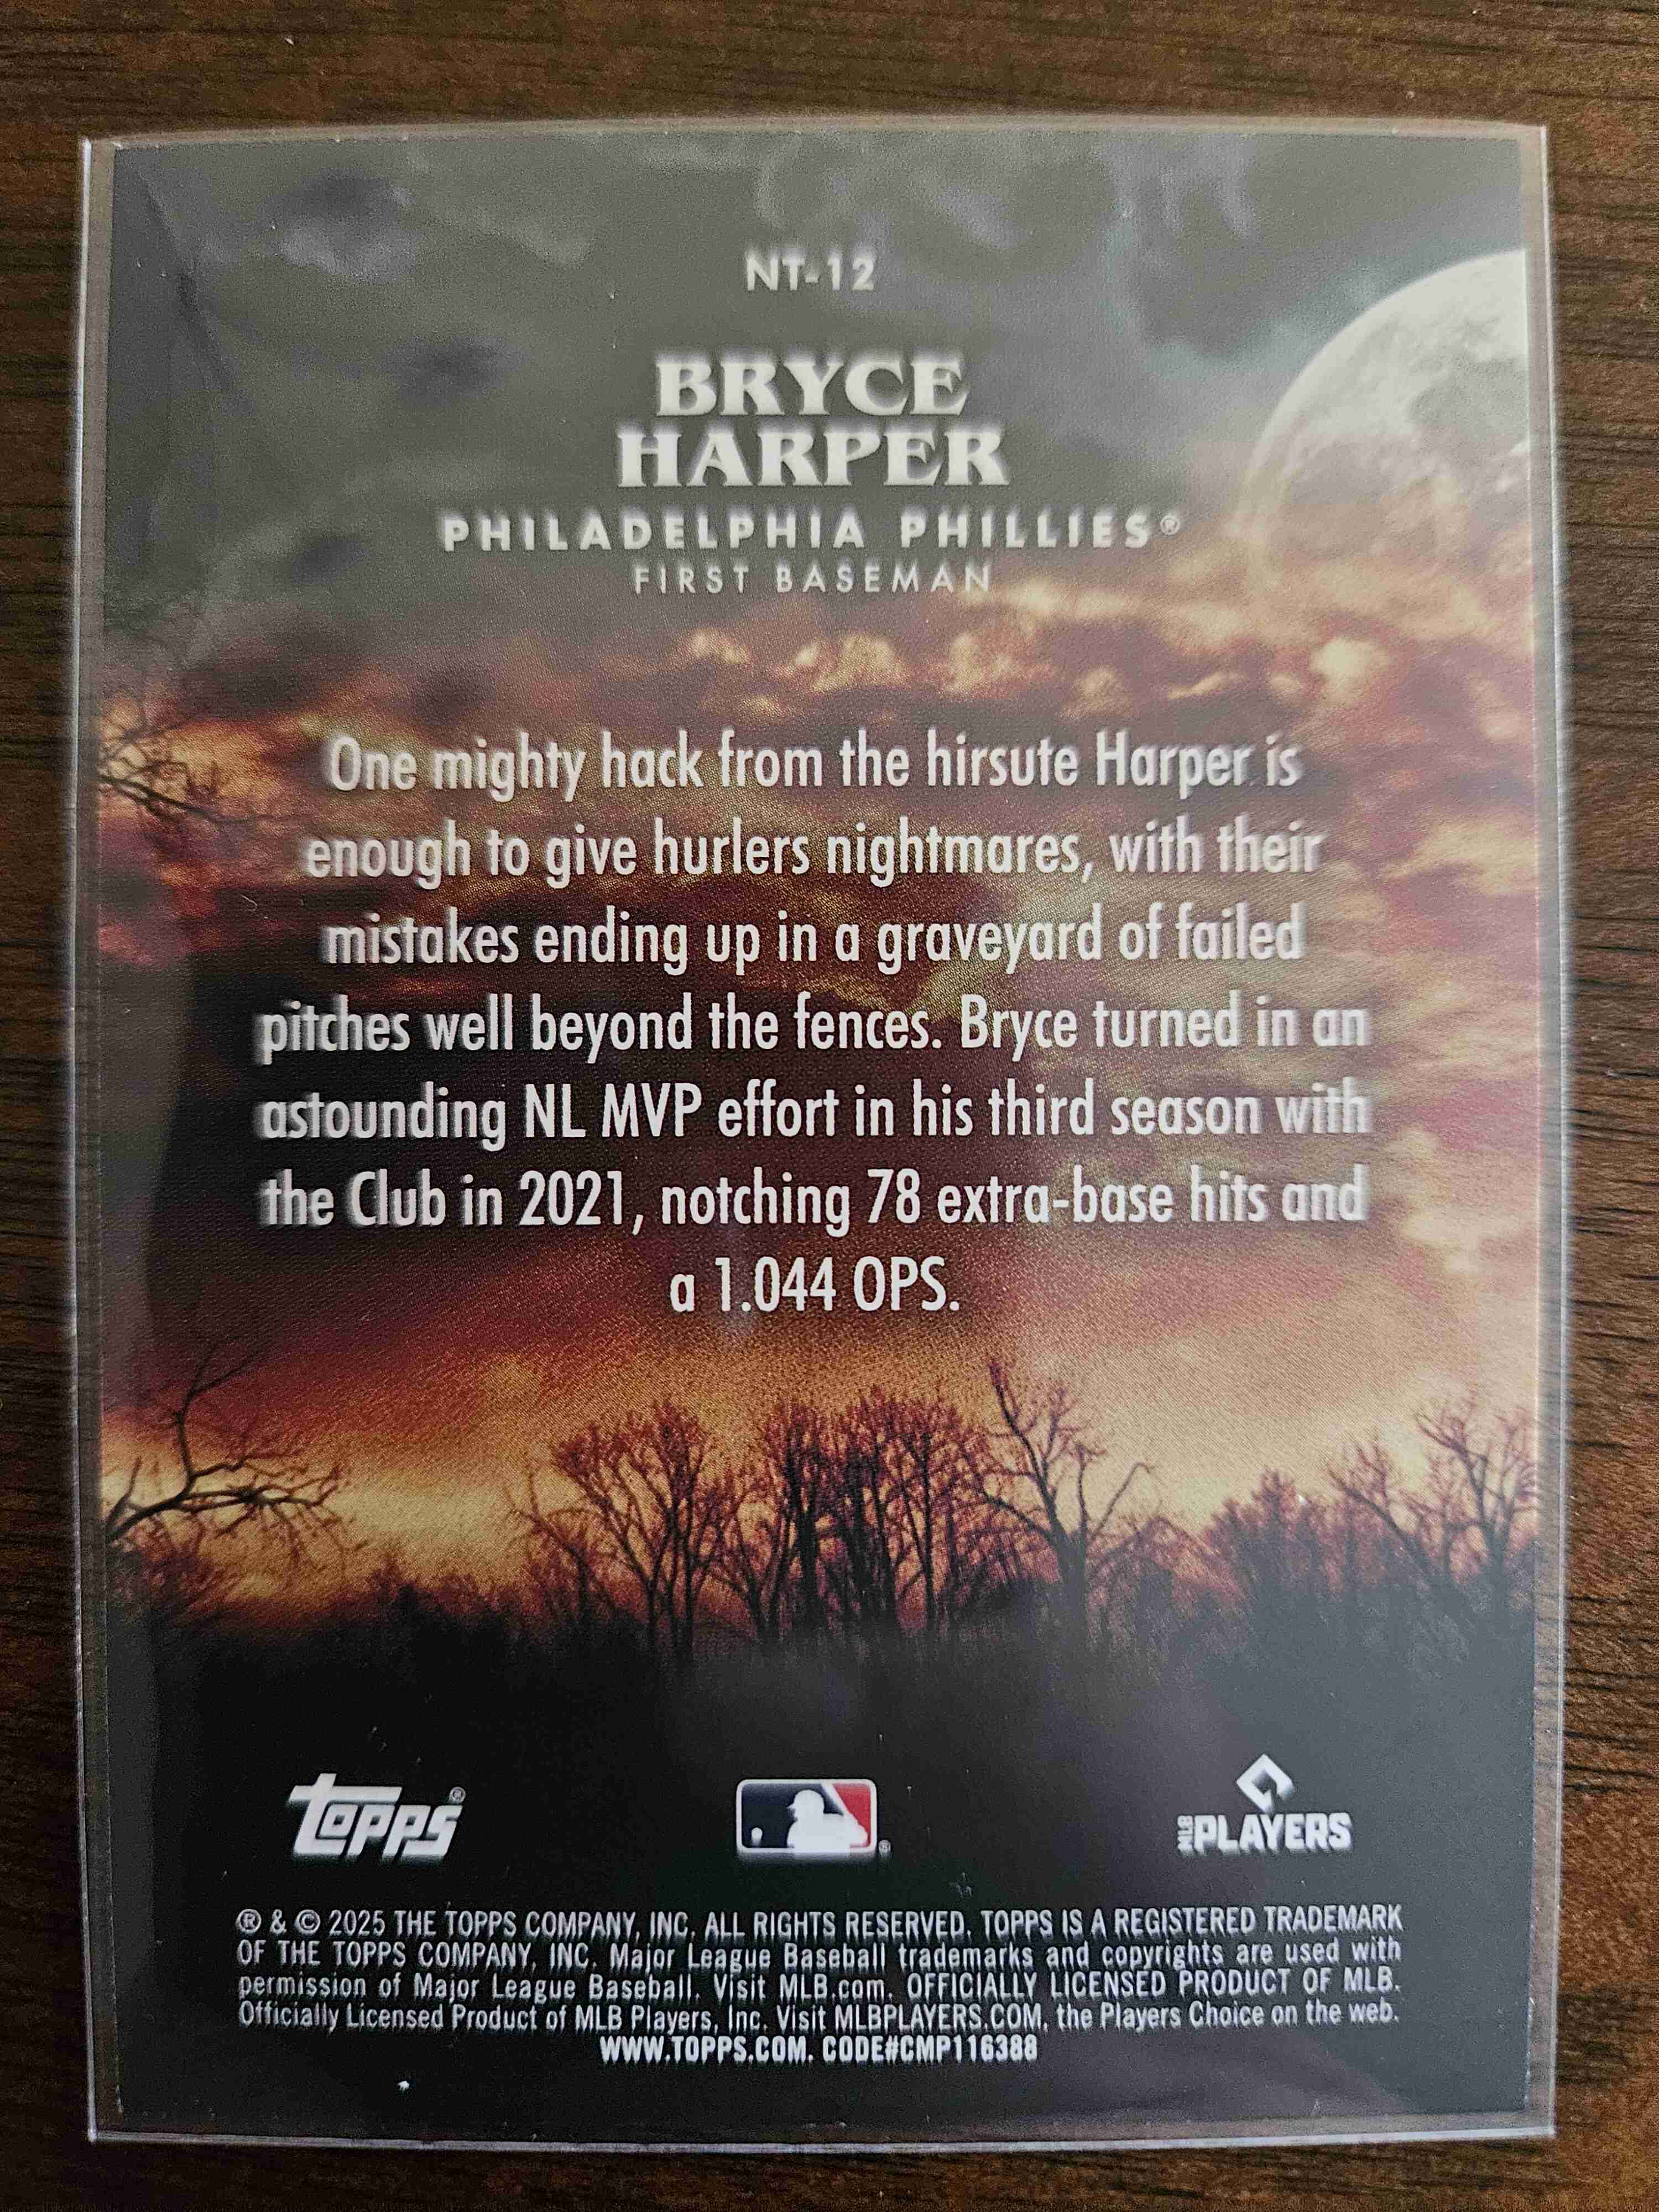 NT-12
BRYCE
HARPER
PHILADELPHIA PHILLIES®
FIRST BASEMAN
One mighty hack from the hirsute Harper is
enough to give hurlers nightmares, with their
mistakes ending up in a graveyard of failed
pitches well beyond the fences. Bryce turned in an
astounding NL MVP effort in his third season with
the Club in 2021, notching 78 extra-base hits and
a 1.044 OPS.
topps®
®
MLB PLAYERS
® & © 2025 THE TOPPS COMPANY, INC. ALL RIGHTS RESERVED. TOPPS IS A REGISTERED TRADEMARK
OF THE TOPPS COMPANY, INC. Major League Baseball trademarks and copyrights are used with
permission of Major League Baseball. Visit MLB.com. OFFICIALLY LICENSED PRODUCT OF MLB.
Officially Licensed Product of MLB Players, Inc. Visit MLBPLAYERS.COM, the Players Choice on the web.
WWW.TOPPS.COM. CODE#CMP116388